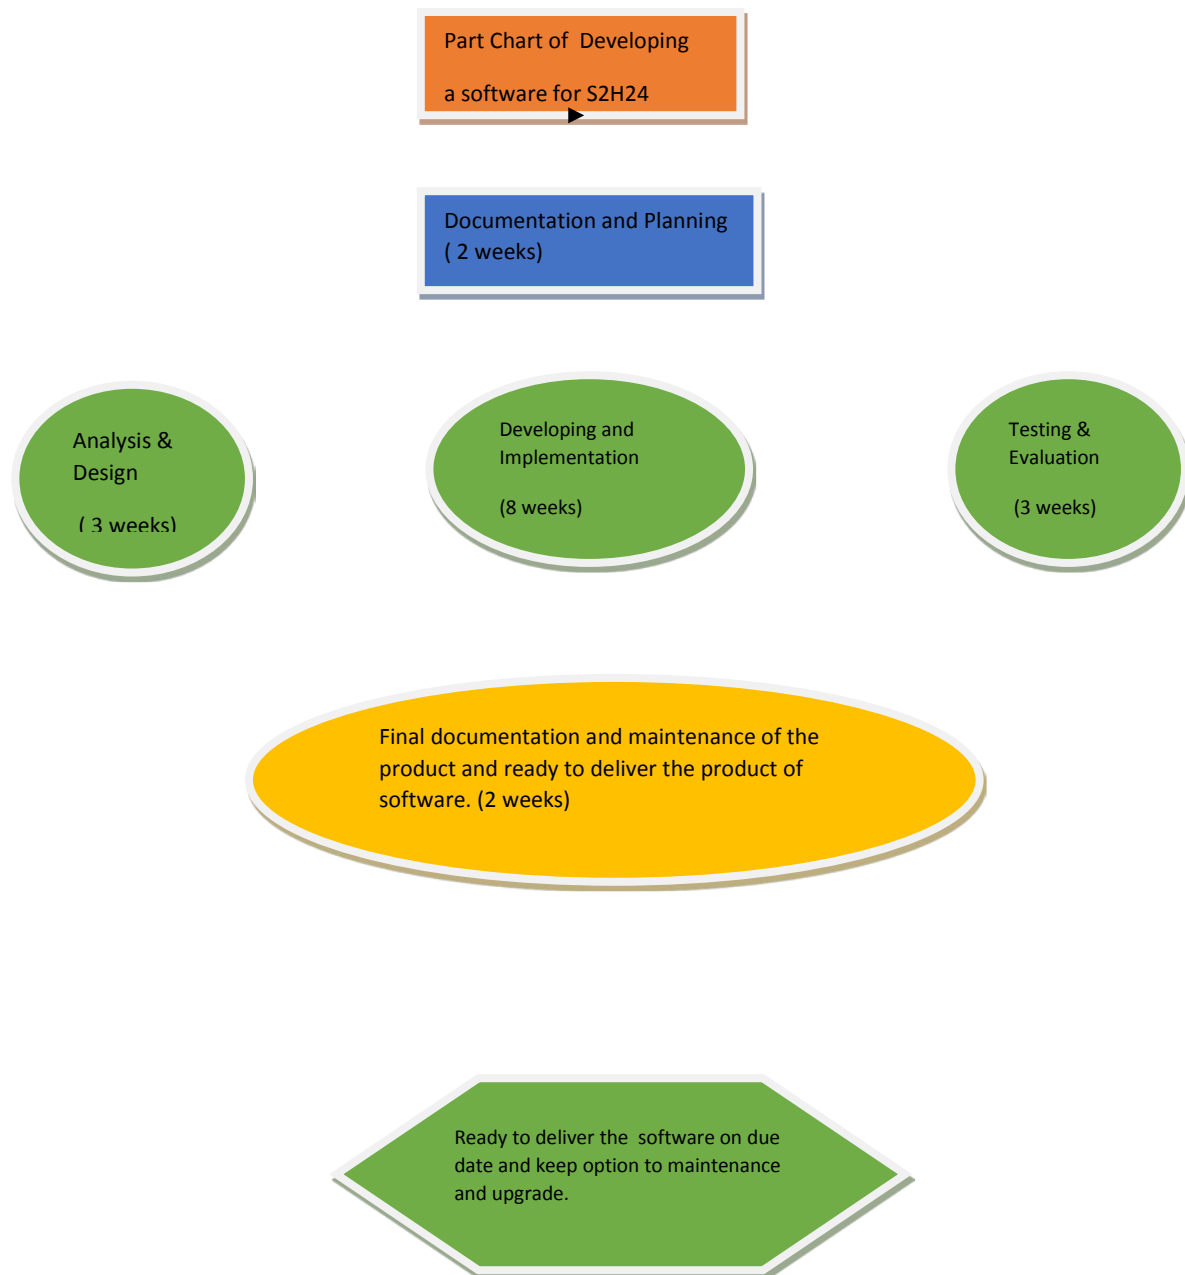 Part Chart of  Developing
a software for S2H24
Documentation and Planning
( 2 weeks)
Analysis &
Design
( 3 weeks)
Developing and
Implementation
(8 weeks)
Testing &
Evaluation
(3 weeks)
Final documentation and maintenance of the
product and ready to deliver the product of
software. (2 weeks)
Ready to deliver the  software on due
date and keep option to maintenance
and upgrade.